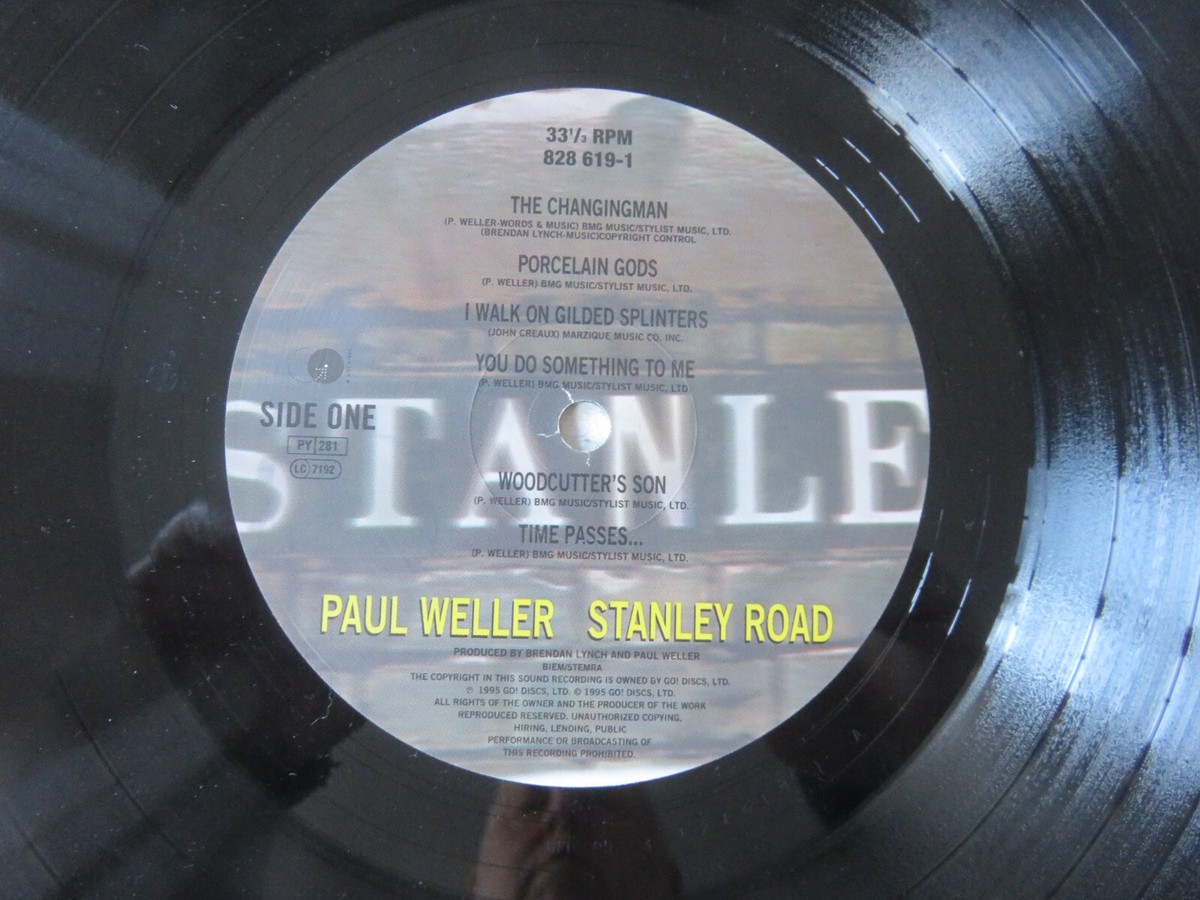 33⅓ RPM
828 619-1
THE CHANGINGMAN
(P. WELLER-WORDS & MUSIC) BMG MUSIC/STYLIST MUSIC, LTD.
(BRENDAN LYNCH-MUSIC)COPYRIGHT CONTROL
PORCELAIN GODS
(P. WELLER) BMG MUSIC/STYLIST MUSIC, LTD.
I WALK ON GILDED SPLINTERS
(JOHN CREAUX) MARZIQUE MUSIC CO. INC.
YOU DO SOMETHING TO ME
(P. WELLER) BMG MUSIC/STYLIST MUSIC, LTD
SIDE ONE
PY 281
LC 7192
STANLE
WOODCUTTER'S SON
(P. WELLER) BMG MUSIC/STYLIST MUSIC, LTD.
TIME PASSES...
(P. WELLER) BMG MUSIC/STYLIST MUSIC, LTD.
PAUL WELLER STANLEY ROAD
PRODUCED BY BRENDAN LYNCH AND PAUL WELLER
BIEM/STEMRA
THE COPYRIGHT IN THIS SOUND RECORDING IS OWNED BY GO! DISCS, LTD.
℗ 1995 GO! DISCS, LTD. © 1995 GO! DISCS, LTD.
ALL RIGHTS OF THE OWNER AND THE PRODUCER OF THE WORK
REPRODUCED RESERVED. UNAUTHORIZED COPYING,
HIRING, LENDING, PUBLIC
PERFORMANCE OR BROADCASTING OF
THIS RECORDING PROHIBITED.